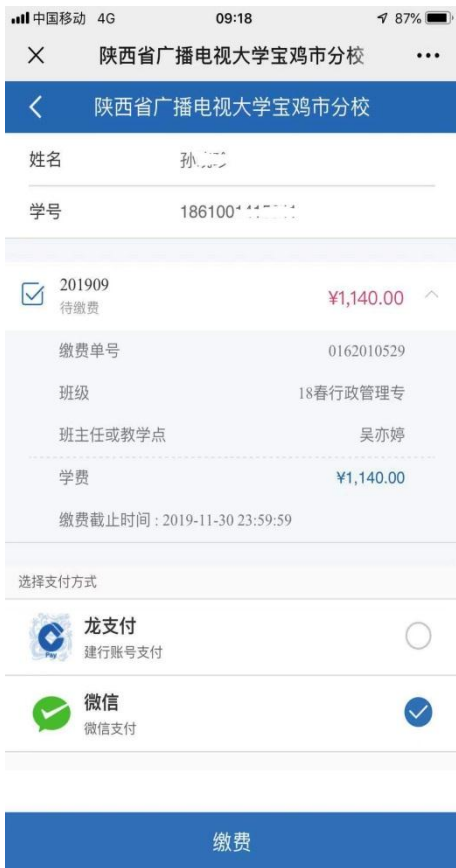 中国移动 4G 09:18 87%
陕西省广播电视大学宝鸡市分校
陕西省广播电视大学宝鸡市分校
姓名 孙
学号 1861001
201909 ¥1,140.00
待缴费
缴费单号 0162010529
班级 18春行政管理专
班主任或教学点 吴亦婷
学费 ¥1,140.00
缴费截止时间 : 2019-11-30 23:59:59
选择支付方式
龙支付
Pay
建行账号支付
微信
微信支付
缴费